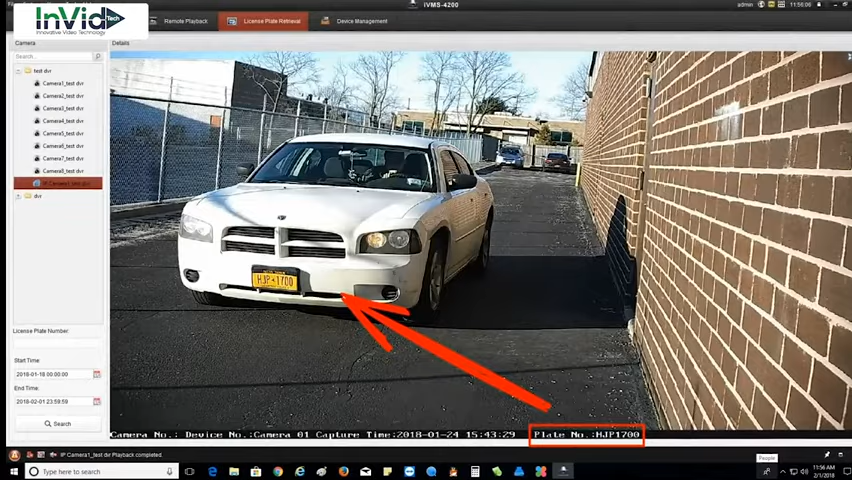 iVMS-4200
admin
11:56:06
InVid Tech
Innovative Video Technology
Remote Playback
License Plate Retrieval
Device Management
Camera
Details
Search...
test dvr
Camera1_test dvr
Camera2_test dvr
Camera3_test dvr
Camera4_test dvr
Camera5_test dvr
Camera6_test dvr
Camera7_test dvr
Camera8_test dvr
IP Camera1_test dvr
dvr
HJP 1700
License Plate Number:
Start Time:
2018-01-18 00:00:00
End Time:
2018-02-01 23:59:59
Search
Camera No.: Device No.:Camera 01 Capture Time:2018-01-24 15:43:29 Plate No.:HJP1700
IP Camera1_test dvr Playback completed.
People
Type here to search
11:56 AM
2/1/2018